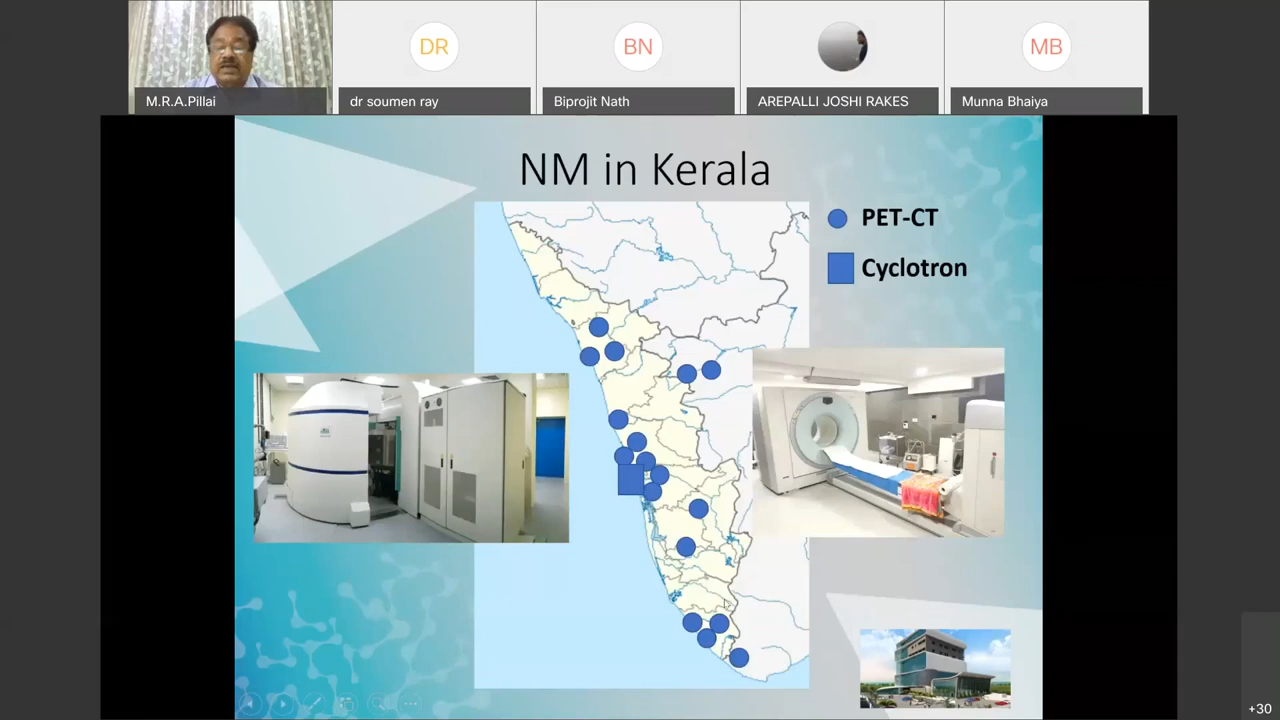 DR
BN
MB
M.R.A.Pillai
dr soumen ray
Biprojit Nath
AREPALLI JOSHI RAKES
Munna Bhaiya
NM in Kerala
PET-CT
Cyclotron
+30